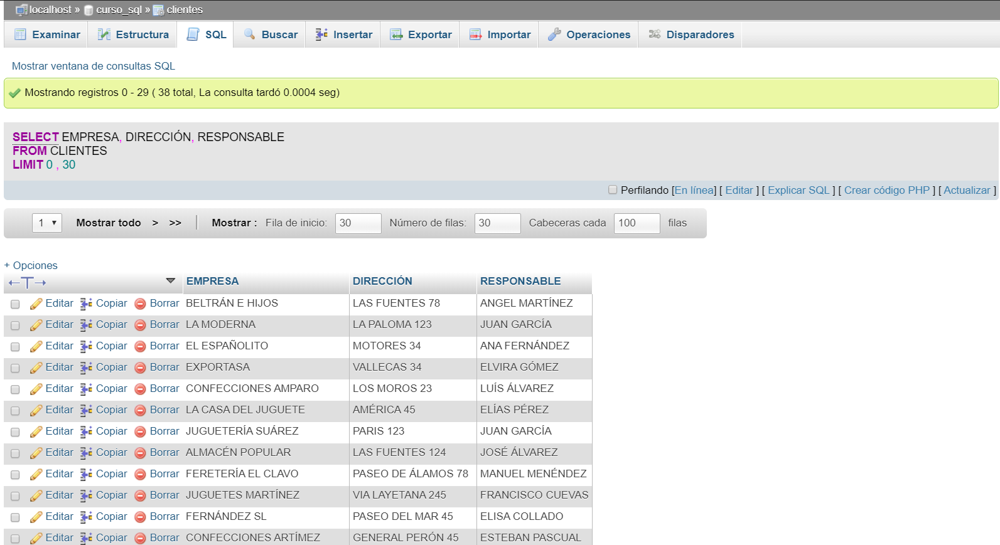 localhost » curso_sql » clientes
Examinar Estructura SQL Buscar Insertar Exportar Importar Operaciones Disparadores
Mostrar ventana de consultas SQL
Mostrando registros 0 - 29 ( 38 total, La consulta tardó 0.0004 seg)
SELECT EMPRESA, DIRECCIÓN, RESPONSABLE
FROM CLIENTES
LIMIT 0 , 30
Perfilando [En línea] [ Editar ] [ Explicar SQL ] [ Crear código PHP ] [ Actualizar ]
1 Mostrar todo > >> Mostrar : Fila de inicio: 30 Número de filas: 30 Cabeceras cada 100 filas
+ Opciones
←T→ EMPRESA DIRECCIÓN RESPONSABLE
Editar Copiar Borrar BELTRÁN E HIJOS LAS FUENTES 78 ANGEL MARTÍNEZ
Editar Copiar Borrar LA MODERNA LA PALOMA 123 JUAN GARCÍA
Editar Copiar Borrar EL ESPAÑOLITO MOTORES 34 ANA FERNÁNDEZ
Editar Copiar Borrar EXPORTASA VALLECAS 34 ELVIRA GÓMEZ
Editar Copiar Borrar CONFECCIONES AMPARO LOS MOROS 23 LUÍS ÁLVAREZ
Editar Copiar Borrar LA CASA DEL JUGUETE AMÉRICA 45 ELÍAS PÉREZ
Editar Copiar Borrar JUGUETERÍA SUÁREZ PARIS 123 JUAN GARCÍA
Editar Copiar Borrar ALMACÉN POPULAR LAS FUENTES 124 JOSÉ ÁLVAREZ
Editar Copiar Borrar FERETERÍA EL CLAVO PASEO DE ÁLAMOS 78 MANUEL MENÉNDEZ
Editar Copiar Borrar JUGUETES MARTÍNEZ VIA LAYETANA 245 FRANCISCO CUEVAS
Editar Copiar Borrar FERNÁNDEZ SL PASEO DEL MAR 45 ELISA COLLADO
Editar Copiar Borrar CONFECCIONES ARTÍMEZ GENERAL PERÓN 45 ESTEBAN PASCUAL